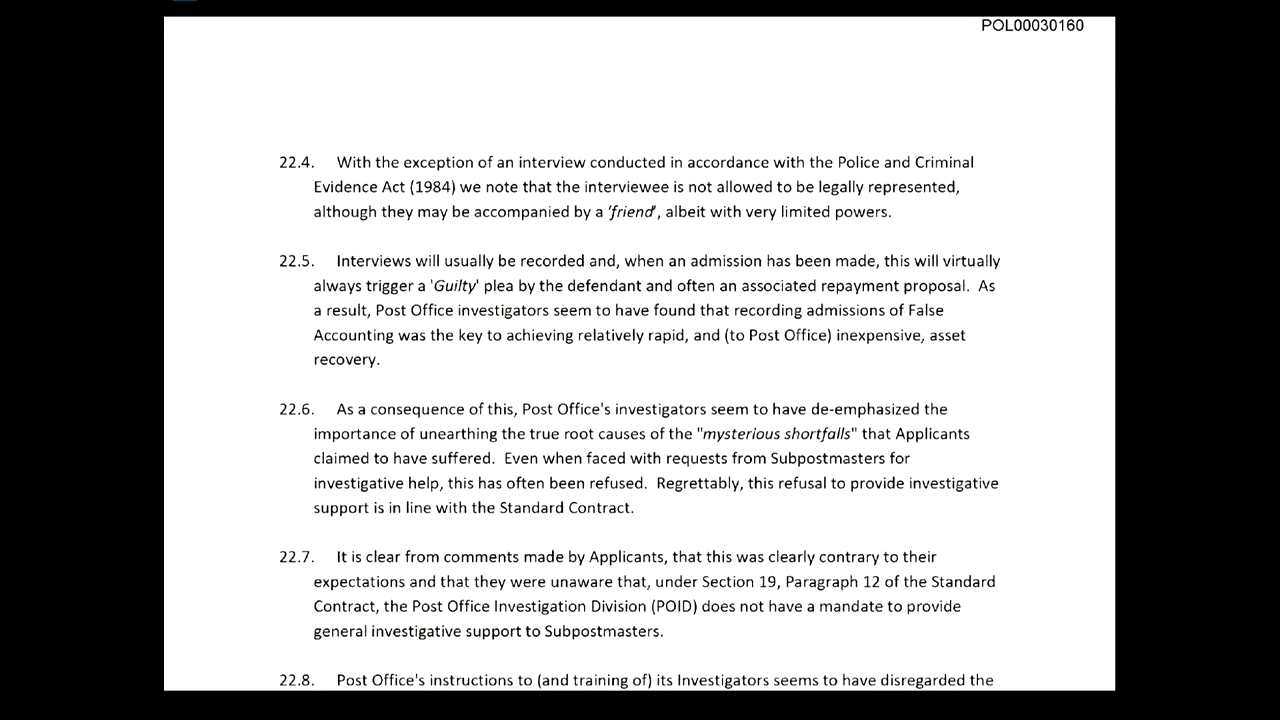 POL00030160
22.4. With the exception of an interview conducted in accordance with the Police and Criminal
Evidence Act (1984) we note that the interviewee is not allowed to be legally represented,
although they may be accompanied by a 'friend', albeit with very limited powers.
22.5. Interviews will usually be recorded and, when an admission has been made, this will virtually
always trigger a 'Guilty' plea by the defendant and often an associated repayment proposal. As
a result, Post Office investigators seem to have found that recording admissions of False
Accounting was the key to achieving relatively rapid, and (to Post Office) inexpensive, asset
recovery.
22.6. As a consequence of this, Post Office's investigators seem to have de-emphasized the
importance of unearthing the true root causes of the "mysterious shortfalls" that Applicants
claimed to have suffered. Even when faced with requests from Subpostmasters for
investigative help, this has often been refused. Regrettably, this refusal to provide investigative
support is in line with the Standard Contract.
22.7. It is clear from comments made by Applicants, that this was clearly contrary to their
expectations and that they were unaware that, under Section 19, Paragraph 12 of the Standard
Contract, the Post Office Investigation Division (POID) does not have a mandate to provide
general investigative support to Subpostmasters.
22.8. Post Office's instructions to (and training of) its Investigators seems to have disregarded the